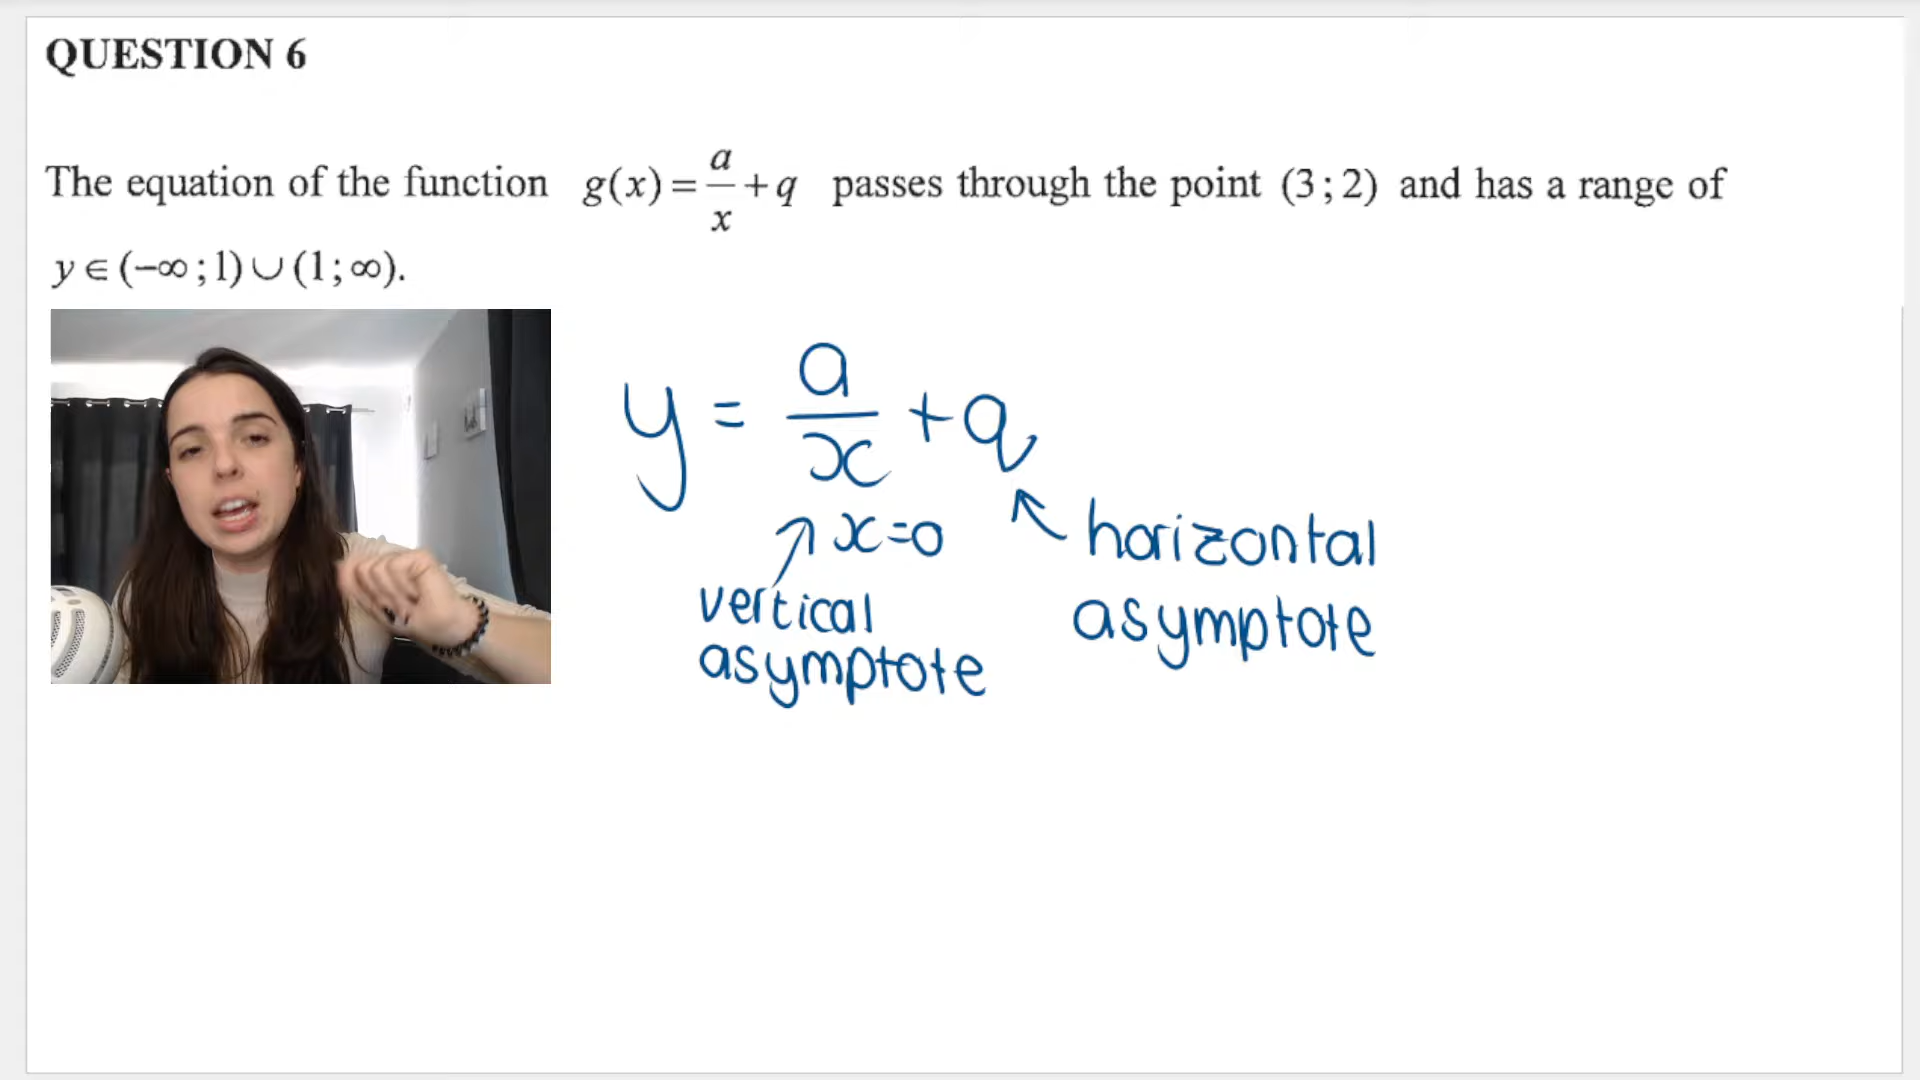 QUESTION 6
The equation of the function g(x) = a/x + q passes through the point (3 ; 2) and has a range of
y ∈ (−∞ ; 1) ∪ (1 ; ∞).
y = a/x + q
x = 0
vertical
asymptote
horizontal
asymptote